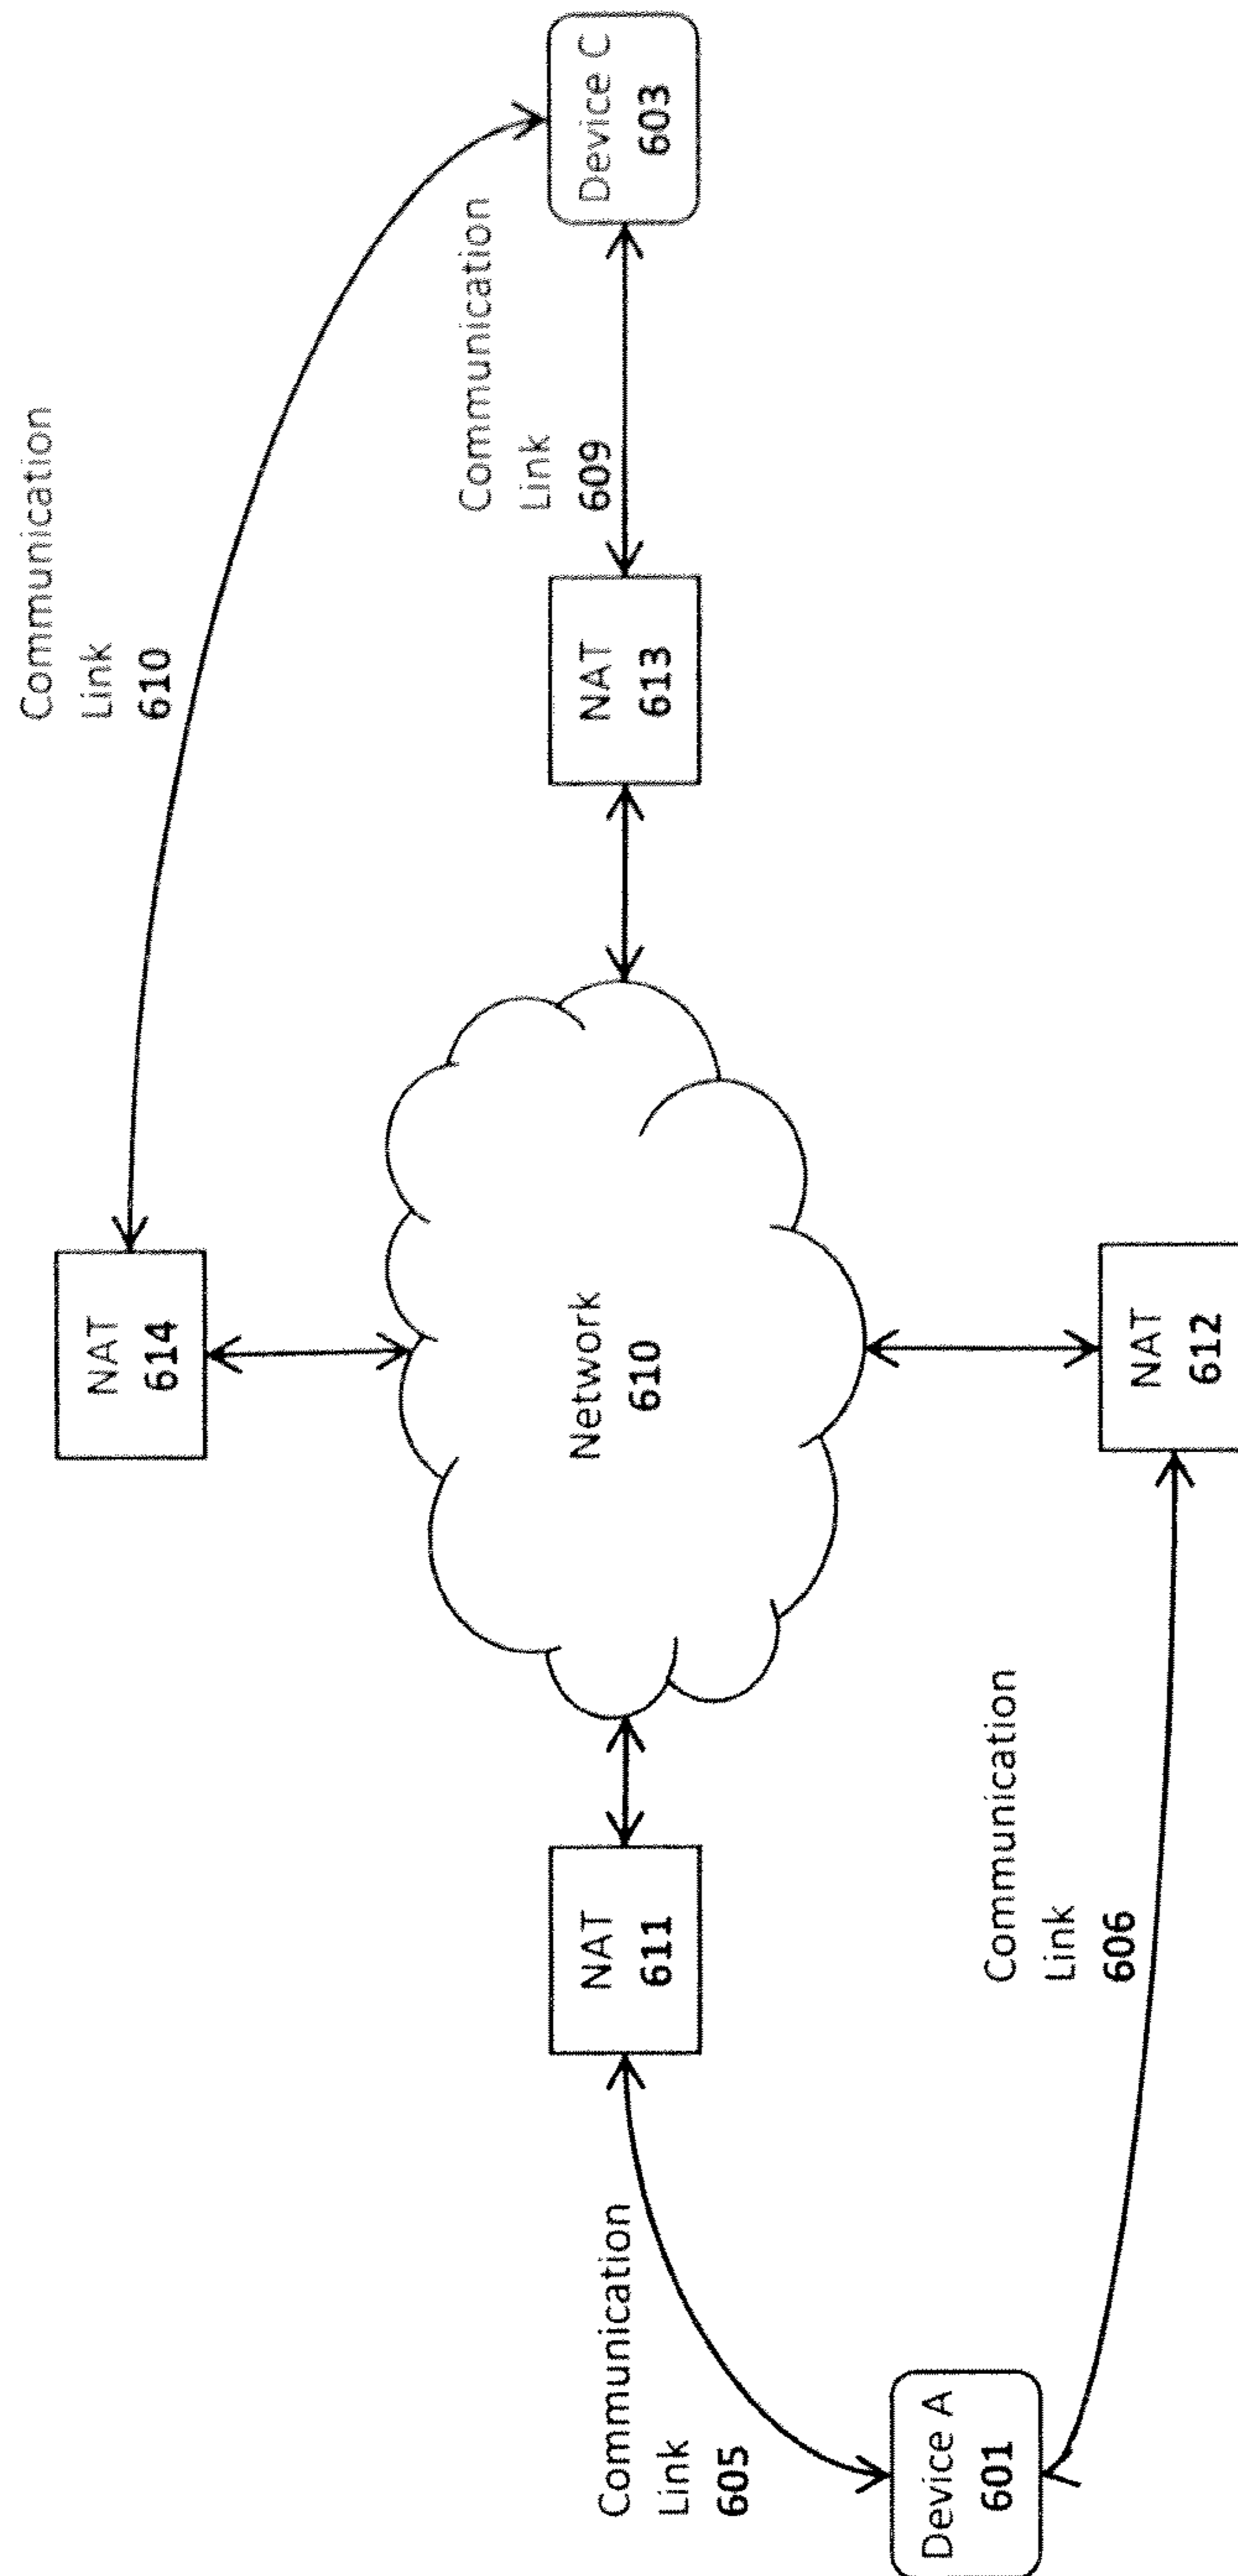 Communication
Link
610
NAT
614
Communication
Link
609
Device C
603
NAT
613
Network
610
NAT
611
Communication
Link
605
Device A
601
Communication
Link
606
NAT
612